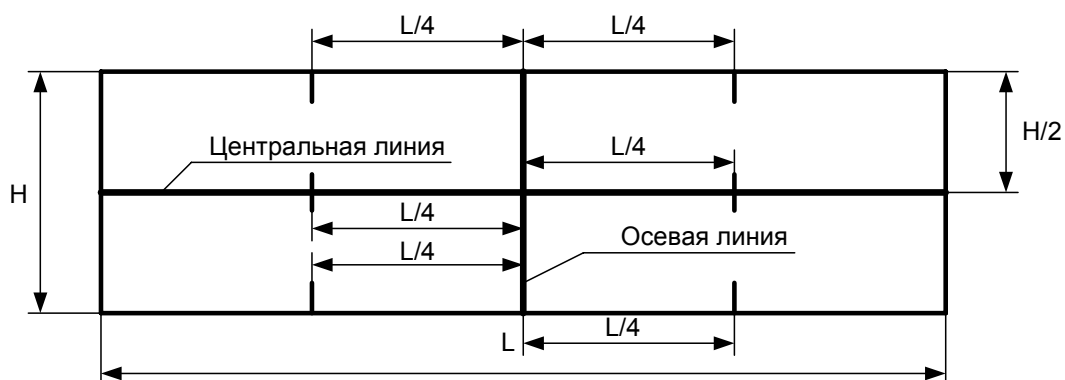 L/4 L/4
H/2
Центральная линия L/4
H
L/4
Осевая линия
L/4
L/4
L